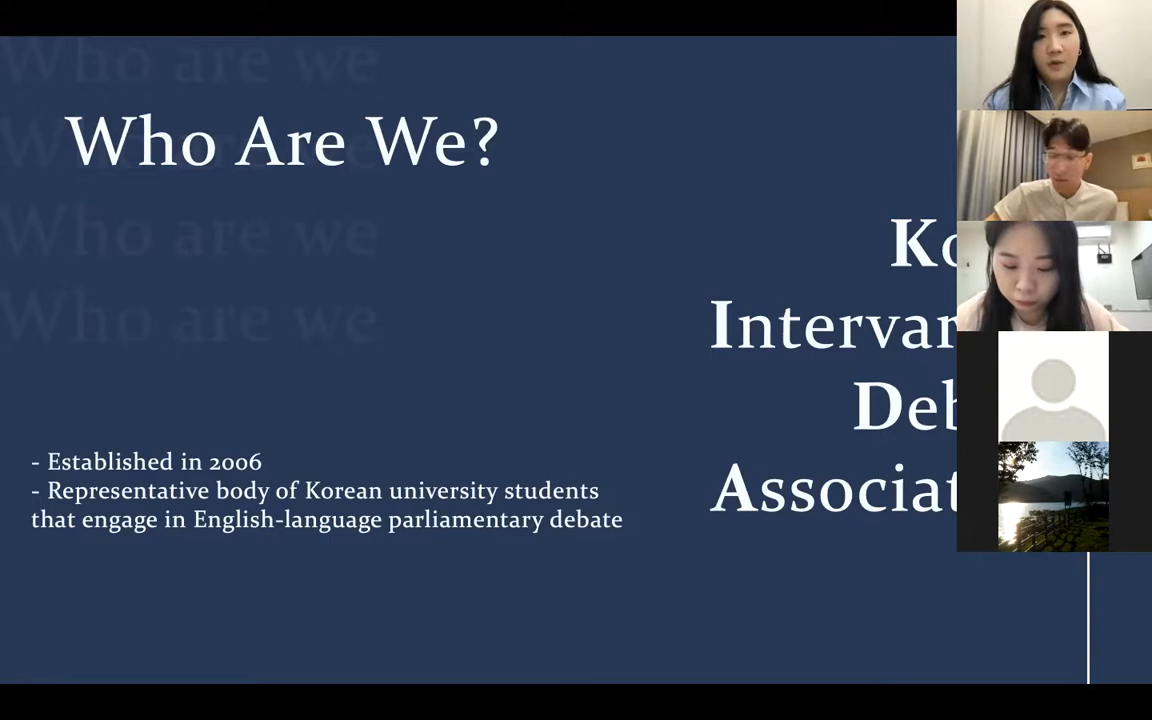 Who are we
Who Are We?
Who are we
Who are we
Ko
Intervar
Deb
Associat
- Established in 2006
- Representative body of Korean university students
that engage in English-language parliamentary debate